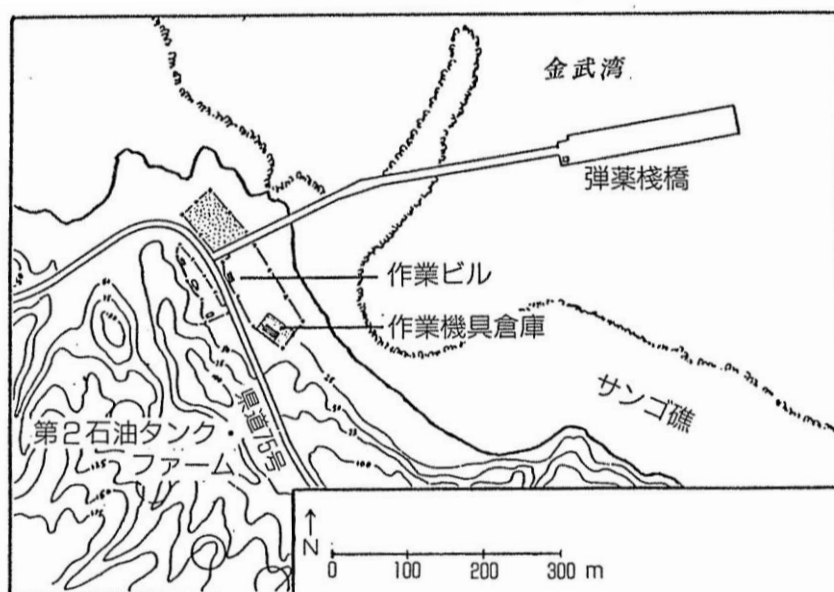 金武湾
弾薬桟橋
作業ビル
作業機具倉庫
サンゴ礁
県道75号
第2石油タンク
ファーム
N
0 100 200 300 m